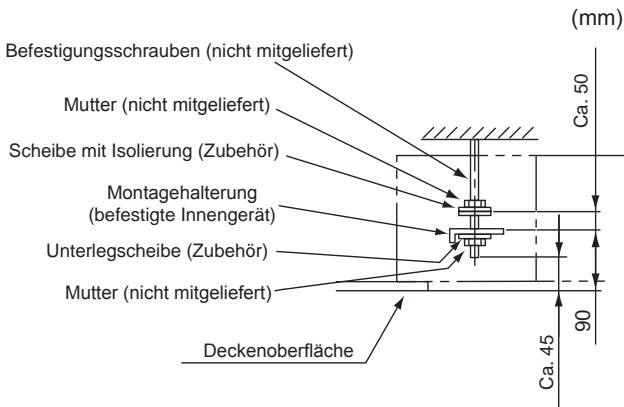 (mm)
Befestigungsschrauben (nicht mitgeliefert)
Mutter (nicht mitgeliefert)
Scheibe mit Isolierung (Zubehör)
Montagehalterung
(befestigte Innengerät)
Unterlegscheibe (Zubehör)
Mutter (nicht mitgeliefert)
Deckenoberfläche
Ca. 50
90
Ca. 45